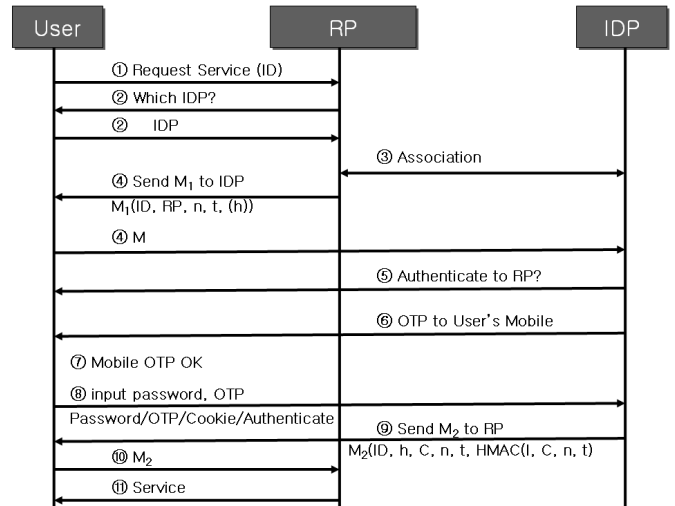 User
RP
IDP
① Request Service (ID)
② Which IDP?
② IDP
③ Association
④ Send M₁ to IDP
M₁(ID, RP, n, t, (h))
④ M
⑤ Authenticate to RP?
⑥ OTP to User's Mobile
⑦ Mobile OTP OK
⑧ input password, OTP
Password/OTP/Cookie/Authenticate
⑨ Send M₂ to RP
M₂(ID, h, C, n, t, HMAC(I, C, n, t)
⑩ M₂
⑪ Service